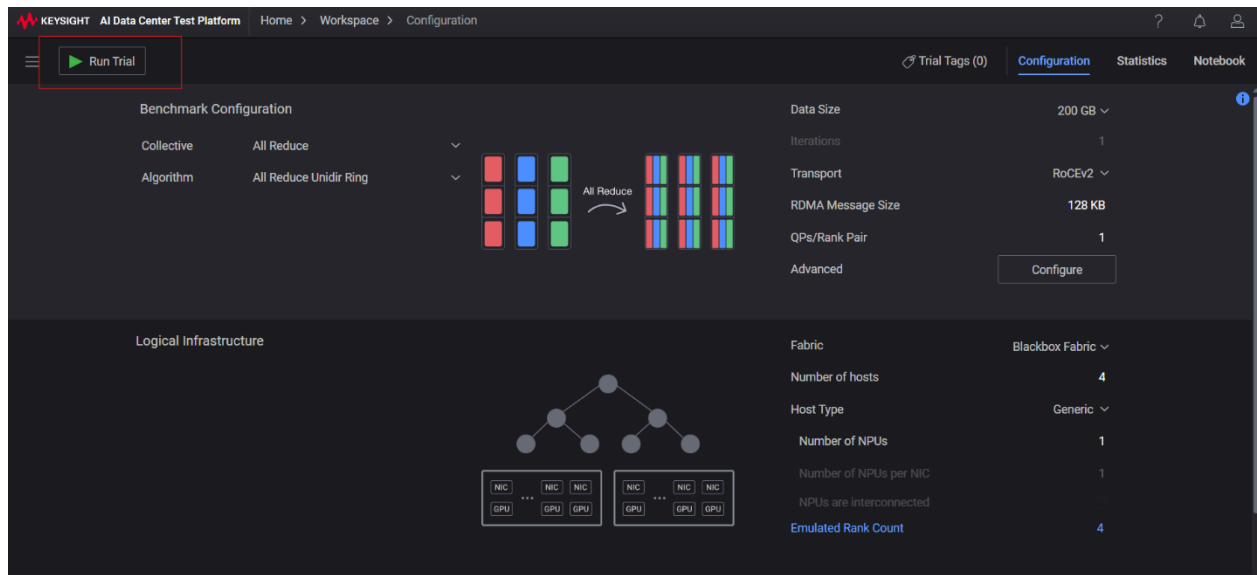 KEYSIGHT AI Data Center Test Platform Home > Workspace > Configuration ?
Run Trial Trial Tags (0) Configuration Statistics Notebook
Benchmark Configuration
Collective All Reduce
Algorithm All Reduce Unidir Ring
All Reduce
Data Size 200 GB
Iterations 1
Transport RoCEv2
RDMA Message Size 128 KB
QPs/Rank Pair 1
Advanced Configure
Logical Infrastructure
NIC ... NIC NIC NIC ... NIC NIC
GPU GPU GPU GPU GPU GPU
Fabric Blackbox Fabric
Number of hosts 4
Host Type Generic
Number of NPUs 1
Number of NPUs per NIC 1
NPUs are interconnected
Emulated Rank Count 4